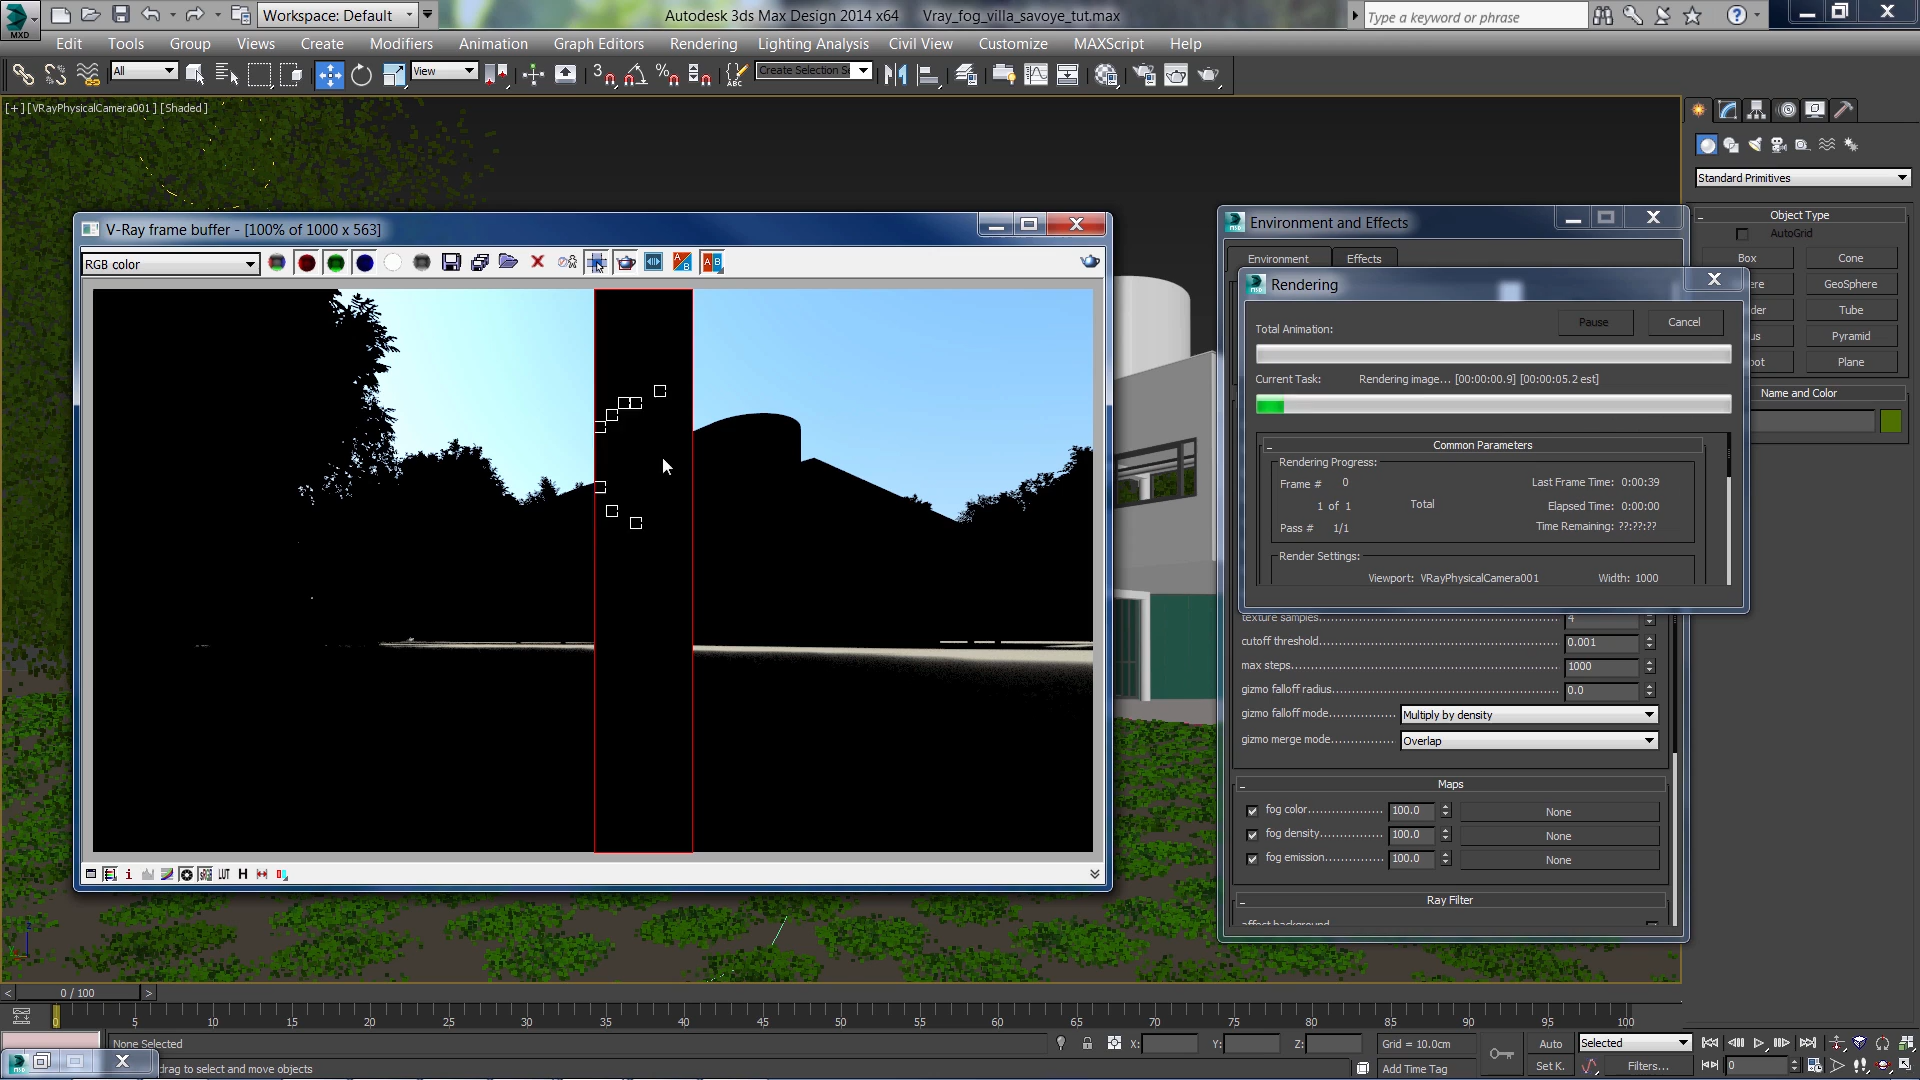 Workspace: Default
Autodesk 3ds Max Design 2014 x64 Vray_fog_villa_savoye_tut.max
Type a keyword or phrase
MXD
Edit Tools Group Views Create Modifiers Animation Graph Editors Rendering Lighting Analysis Civil View Customize MAXScript Help
All
View
3
ABC
Create Selection S
[+] [VRayPhysicalCamera001] [Shaded]
Standard Primitives
Object Type
AutoGrid
Box Cone
GeoSphere
Tube
Pyramid
Plane
Name and Color
V-Ray frame buffer - [100% of 1000 x 563]
RGB color
LUT H
Environment and Effects
Environment Effects
Rendering
Pause Cancel
Total Animation:
Current Task: Rendering image... [00:00:00.9] [00:00:05.2 est]
Common Parameters
Rendering Progress:
Frame # 0 Last Frame Time: 0:00:39
1 of 1 Total Elapsed Time: 0:00:00
Pass # 1/1 Time Remaining: ??:??:??
Render Settings:
Viewport: VRayPhysicalCamera001 Width: 1000
texture samples 4
cutoff threshold 0.001
max steps 1000
gizmo falloff radius 0.0
gizmo falloff mode Multiply by density
gizmo merge mode Overlap
Maps
fog color 100.0 None
fog density 100.0 None
fog emission 100.0 None
Ray Filter
affect background
0 / 100
0 5 10 15 20 25 30 35 40 45 50 55 60 65 70 75 80 85 90 95 100
None Selected
X: Y: Z: Grid = 10.0cm Auto Selected
drag to select and move objects
Add Time Tag Set K. Filters... 0